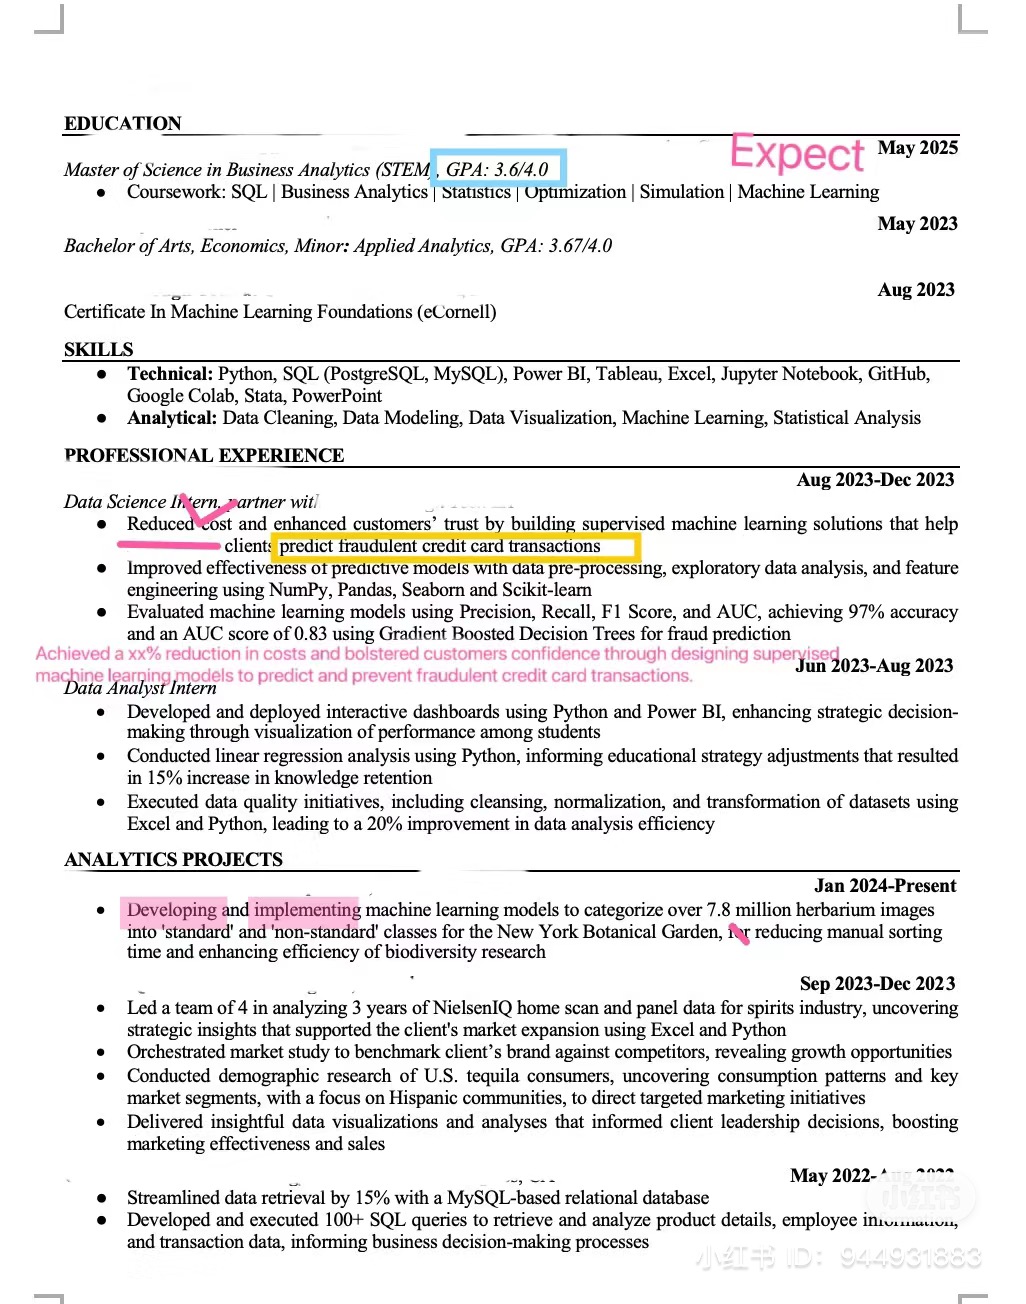 EDUCATION
Expect
May 2025
Master of Science in Business Analytics (STEM), GPA: 3.6/4.0
● Coursework: SQL | Business Analytics | Statistics | Optimization | Simulation | Machine Learning
May 2023
Bachelor of Arts, Economics, Minor: Applied Analytics, GPA: 3.67/4.0
Aug 2023
Certificate In Machine Learning Foundations (eCornell)
SKILLS
● Technical: Python, SQL (PostgreSQL, MySQL), Power BI, Tableau, Excel, Jupyter Notebook, GitHub,
Google Colab, Stata, PowerPoint
● Analytical: Data Cleaning, Data Modeling, Data Visualization, Machine Learning, Statistical Analysis
PROFESSIONAL EXPERIENCE
Aug 2023-Dec 2023
Data Science Intern, partner with
● Reduced cost and enhanced customers’ trust by building supervised machine learning solutions that help
clients predict fraudulent credit card transactions
● Improved effectiveness of predictive models with data pre-processing, exploratory data analysis, and feature
engineering using NumPy, Pandas, Seaborn and Scikit-learn
● Evaluated machine learning models using Precision, Recall, F1 Score, and AUC, achieving 97% accuracy
and an AUC score of 0.83 using Gradient Boosted Decision Trees for fraud prediction
Achieved a xx% reduction in costs and bolstered customers confidence through designing supervised
machine learning models to predict and prevent fraudulent credit card transactions.
Jun 2023-Aug 2023
Data Analyst Intern
● Developed and deployed interactive dashboards using Python and Power BI, enhancing strategic decision-
making through visualization of performance among students
● Conducted linear regression analysis using Python, informing educational strategy adjustments that resulted
in 15% increase in knowledge retention
● Executed data quality initiatives, including cleansing, normalization, and transformation of datasets using
Excel and Python, leading to a 20% improvement in data analysis efficiency
ANALYTICS PROJECTS
Jan 2024-Present
● Developing and implementing machine learning models to categorize over 7.8 million herbarium images
into 'standard' and 'non-standard' classes for the New York Botanical Garden, for reducing manual sorting
time and enhancing efficiency of biodiversity research
Sep 2023-Dec 2023
● Led a team of 4 in analyzing 3 years of NielsenIQ home scan and panel data for spirits industry, uncovering
strategic insights that supported the client's market expansion using Excel and Python
● Orchestrated market study to benchmark client’s brand against competitors, revealing growth opportunities
● Conducted demographic research of U.S. tequila consumers, uncovering consumption patterns and key
market segments, with a focus on Hispanic communities, to direct targeted marketing initiatives
● Delivered insightful data visualizations and analyses that informed client leadership decisions, boosting
marketing effectiveness and sales
May 2022-Aug 2022
● Streamlined data retrieval by 15% with a MySQL-based relational database
● Developed and executed 100+ SQL queries to retrieve and analyze product details, employee information,
and transaction data, informing business decision-making processes
小红书
小红书 ID: 944931883